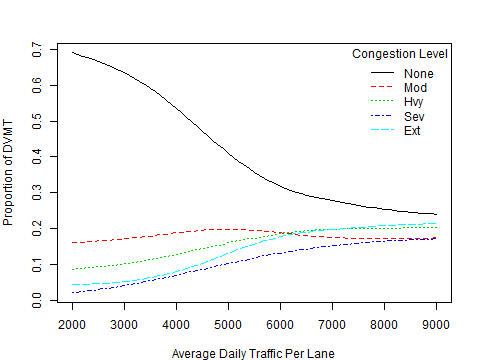 Congestion Level
None
Mod
Hvy
Sev
Ext
Proportion of DVMT
0.7
0.6
0.5
0.4
0.3
0.2
0.1
0.0
2000 3000 4000 5000 6000 7000 8000 9000
Average Daily Traffic Per Lane